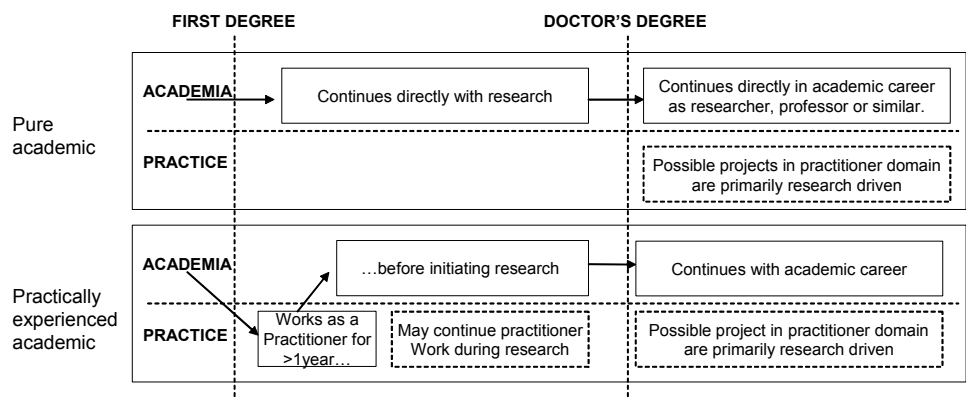 FIRST DEGREE
DOCTOR'S DEGREE
Pure
academic
ACADEMIA
Continues directly with research
Continues directly in academic career
as researcher, professor or similar.
PRACTICE
Possible projects in practitioner domain
are primarily research driven
Practically
experienced
academic
ACADEMIA
…before initiating research
Continues with academic career
PRACTICE
Works as a
Practitioner for
>1year…
May continue practitioner
Work during research
Possible project in practitioner domain
are primarily research driven